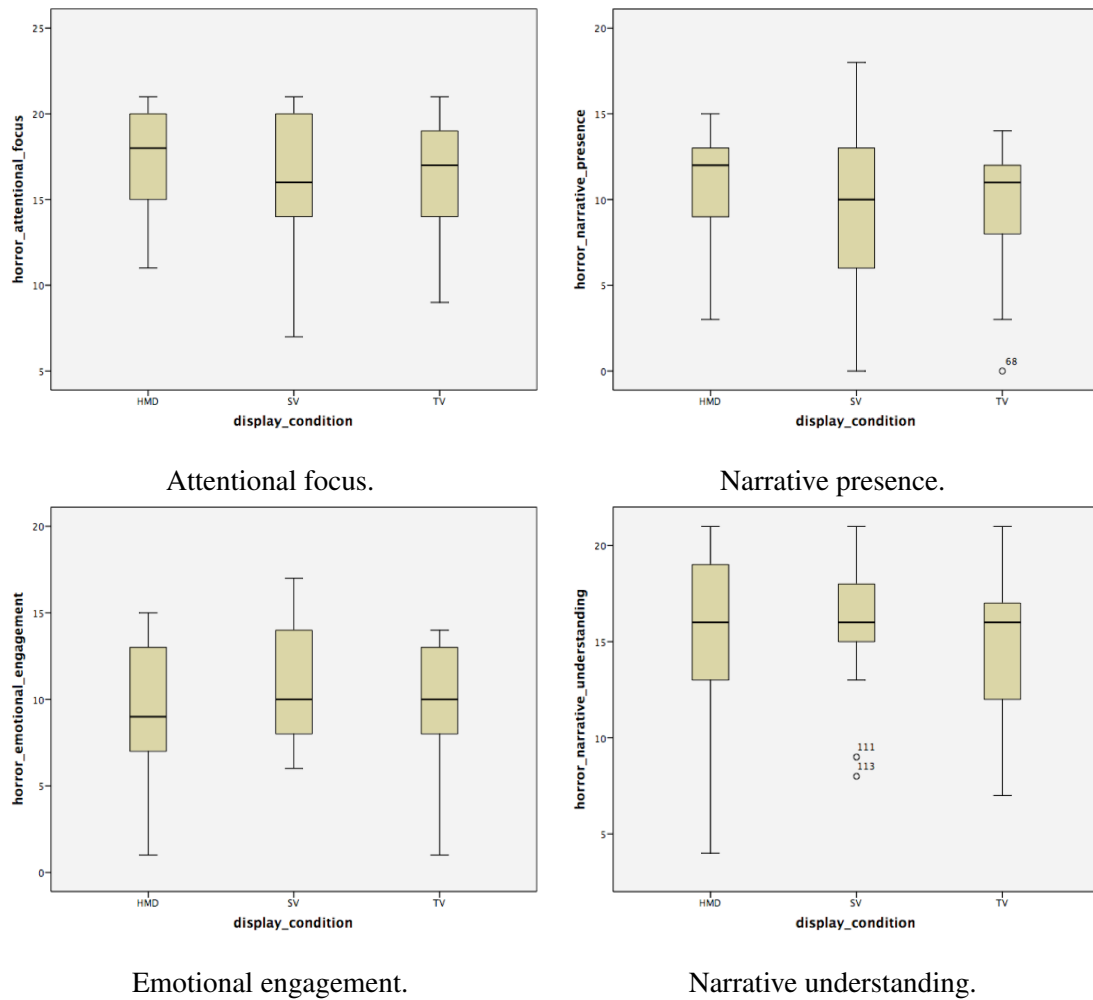 25
20
15
10
5
horror_attentional_focus
HMD SV TV
display_condition
Attentional focus.
20
15
10
5
0
horror_narrative_presence
68
HMD SV TV
display_condition
Narrative presence.
20
15
10
5
0
horror_emotional_engagement
HMD SV TV
display_condition
Emotional engagement.
20
15
10
5
horror_narrative_understanding
111
113
HMD SV TV
display_condition
Narrative understanding.